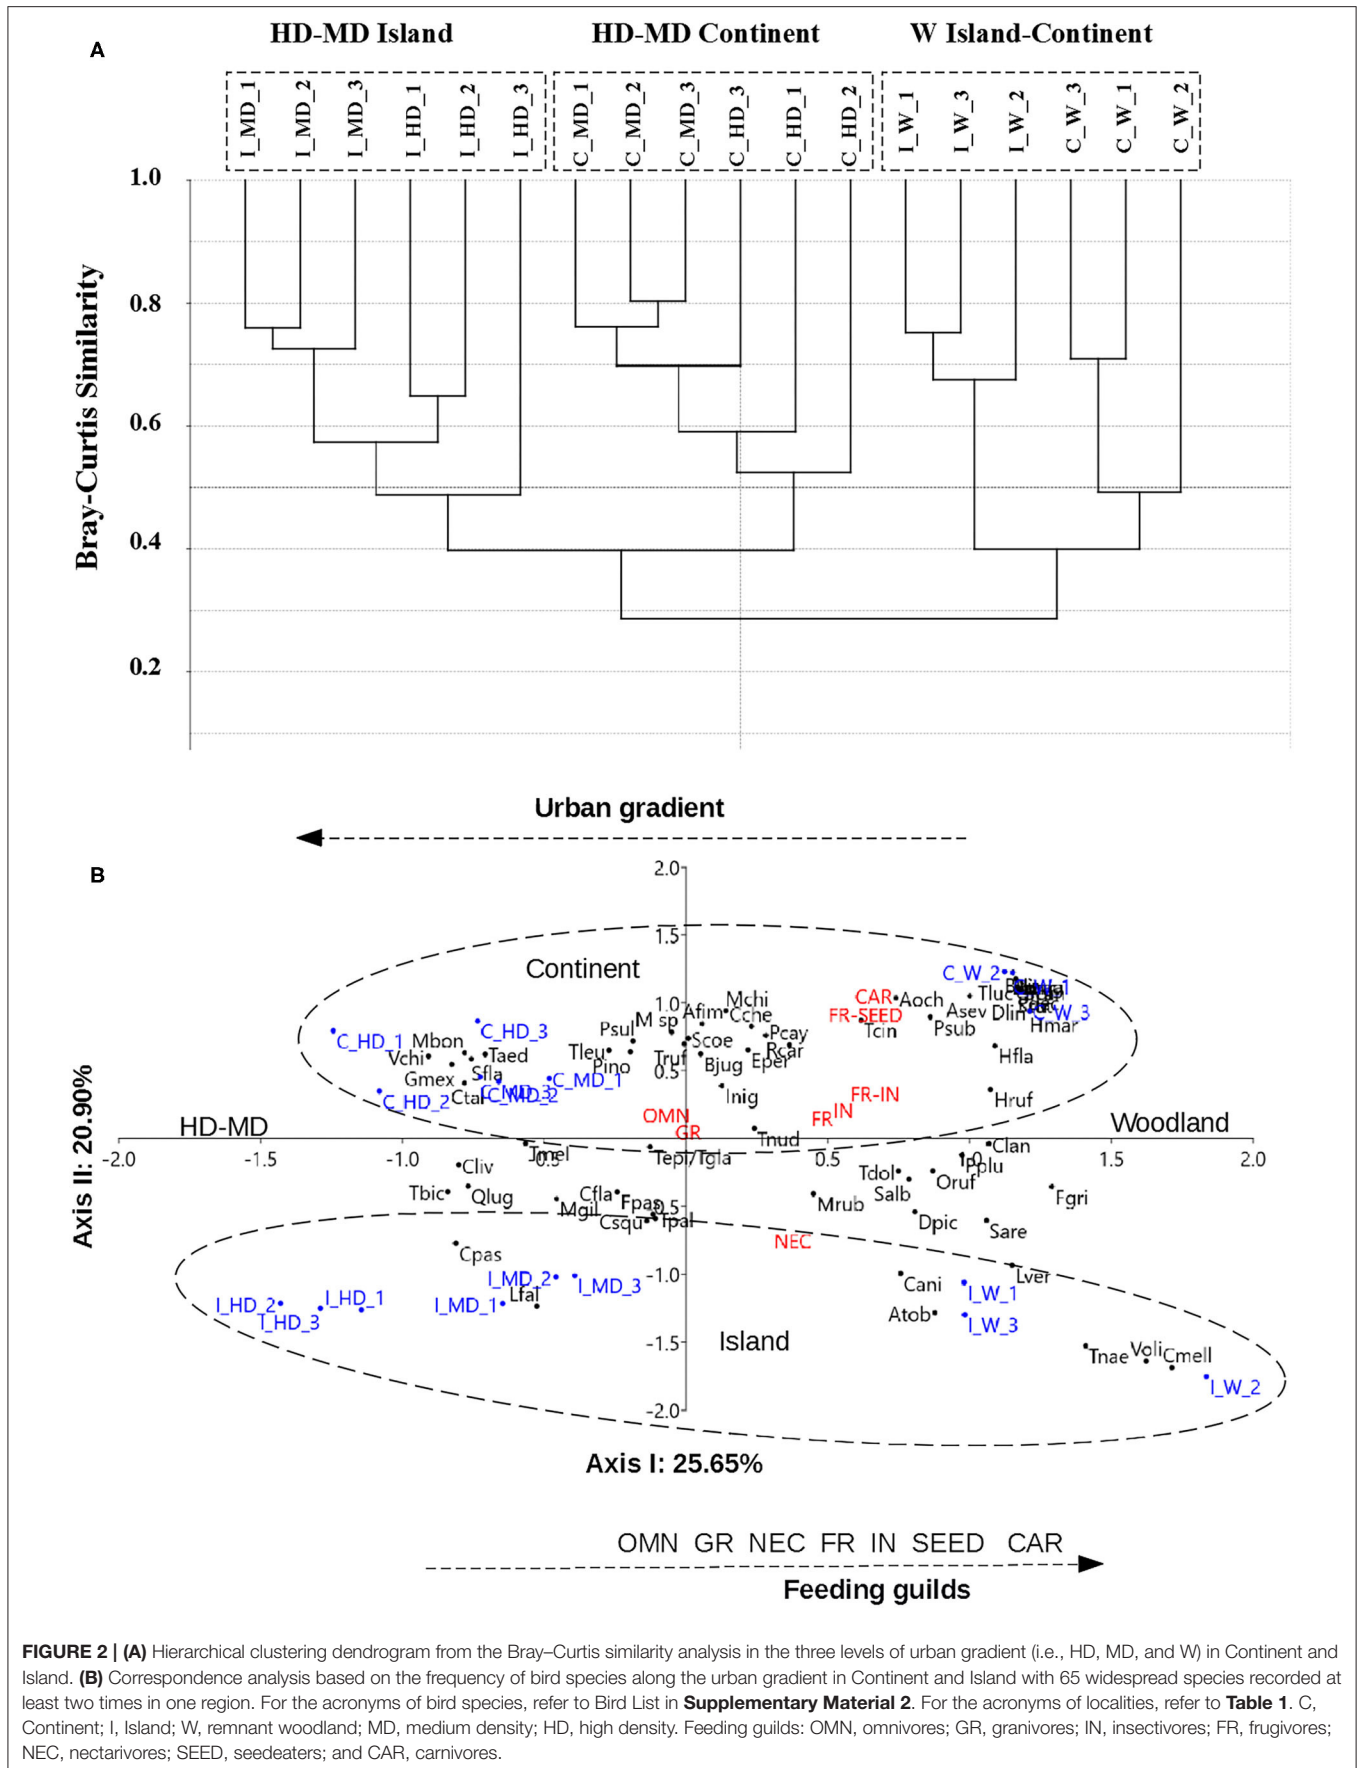 A
HD-MD Island HD-MD Continent W Island-Continent
I_MD_1 I_MD_2 I_MD_3 I_HD_1 I_HD_2 I_HD_3 C_MD_1 C_MD_2 C_MD_3 C_HD_3 C_HD_1 C_HD_2 I_W_1 I_W_3 I_W_2 C_W_3 C_W_1 C_W_2
1.0
0.8
0.6
0.4
0.2
Bray-Curtis Similarity
Urban gradient
B
2.0
1.5
Continent
C_W_2
CAR
Aoch
Tluc
1.0
Mchi
M sp
Afim
Cche
FR-SEED
Tcin
Asev
Dlin
C_W_3
Psub
Hmar
C_HD_1
Mbon
C_HD_3
Psul
Scoe
Pcay
Vchi
Taed
Tleu
Pino
Truf
Bjug
Eper
Rcar
Hfla
Gmex
Sfla
Ctal
C_MD_3
C_MD_2
C_MD_1
0.5
Inig
FR-IN
Hruf
C_HD_2
OMN
GR
FR
IN
HD-MD
Tnud
Woodland
-2.0 -1.5 -1.0 -0.5 0.5 1.0 1.5 2.0
Tmel
Tepi/Tgla
Clan
Pplu
Cliv
Tdol
Oruf
Tbic
Qlug
Mgil
Cfla
Fpas
Csqu
Tpal
-0.5
Mrub
Salb
Fgri
Dpic
Sare
NEC
Cpas
I_MD_2
I_MD_3
-1.0
Cani
Lver
I_W_1
I_HD_2
I_HD_1
I_HD_3
I_MD_1
Lfal
Atob
I_W_3
Island
-1.5
Tnae
Voli
Cmell
I_W_2
-2.0
Axis II: 20.90%
Axis I: 25.65%
OMN GR NEC FR IN SEED CAR
Feeding guilds
FIGURE 2 | (A) Hierarchical clustering dendrogram from the Bray–Curtis similarity analysis in the three levels of urban gradient (i.e., HD, MD, and W) in Continent and
Island. (B) Correspondence analysis based on the frequency of bird species along the urban gradient in Continent and Island with 65 widespread species recorded at
least two times in one region. For the acronyms of bird species, refer to Bird List in Supplementary Material 2. For the acronyms of localities, refer to Table 1. C,
Continent; I, Island; W, remnant woodland; MD, medium density; HD, high density. Feeding guilds: OMN, omnivores; GR, granivores; IN, insectivores; FR, frugivores;
NEC, nectarivores; SEED, seedeaters; and CAR, carnivores.